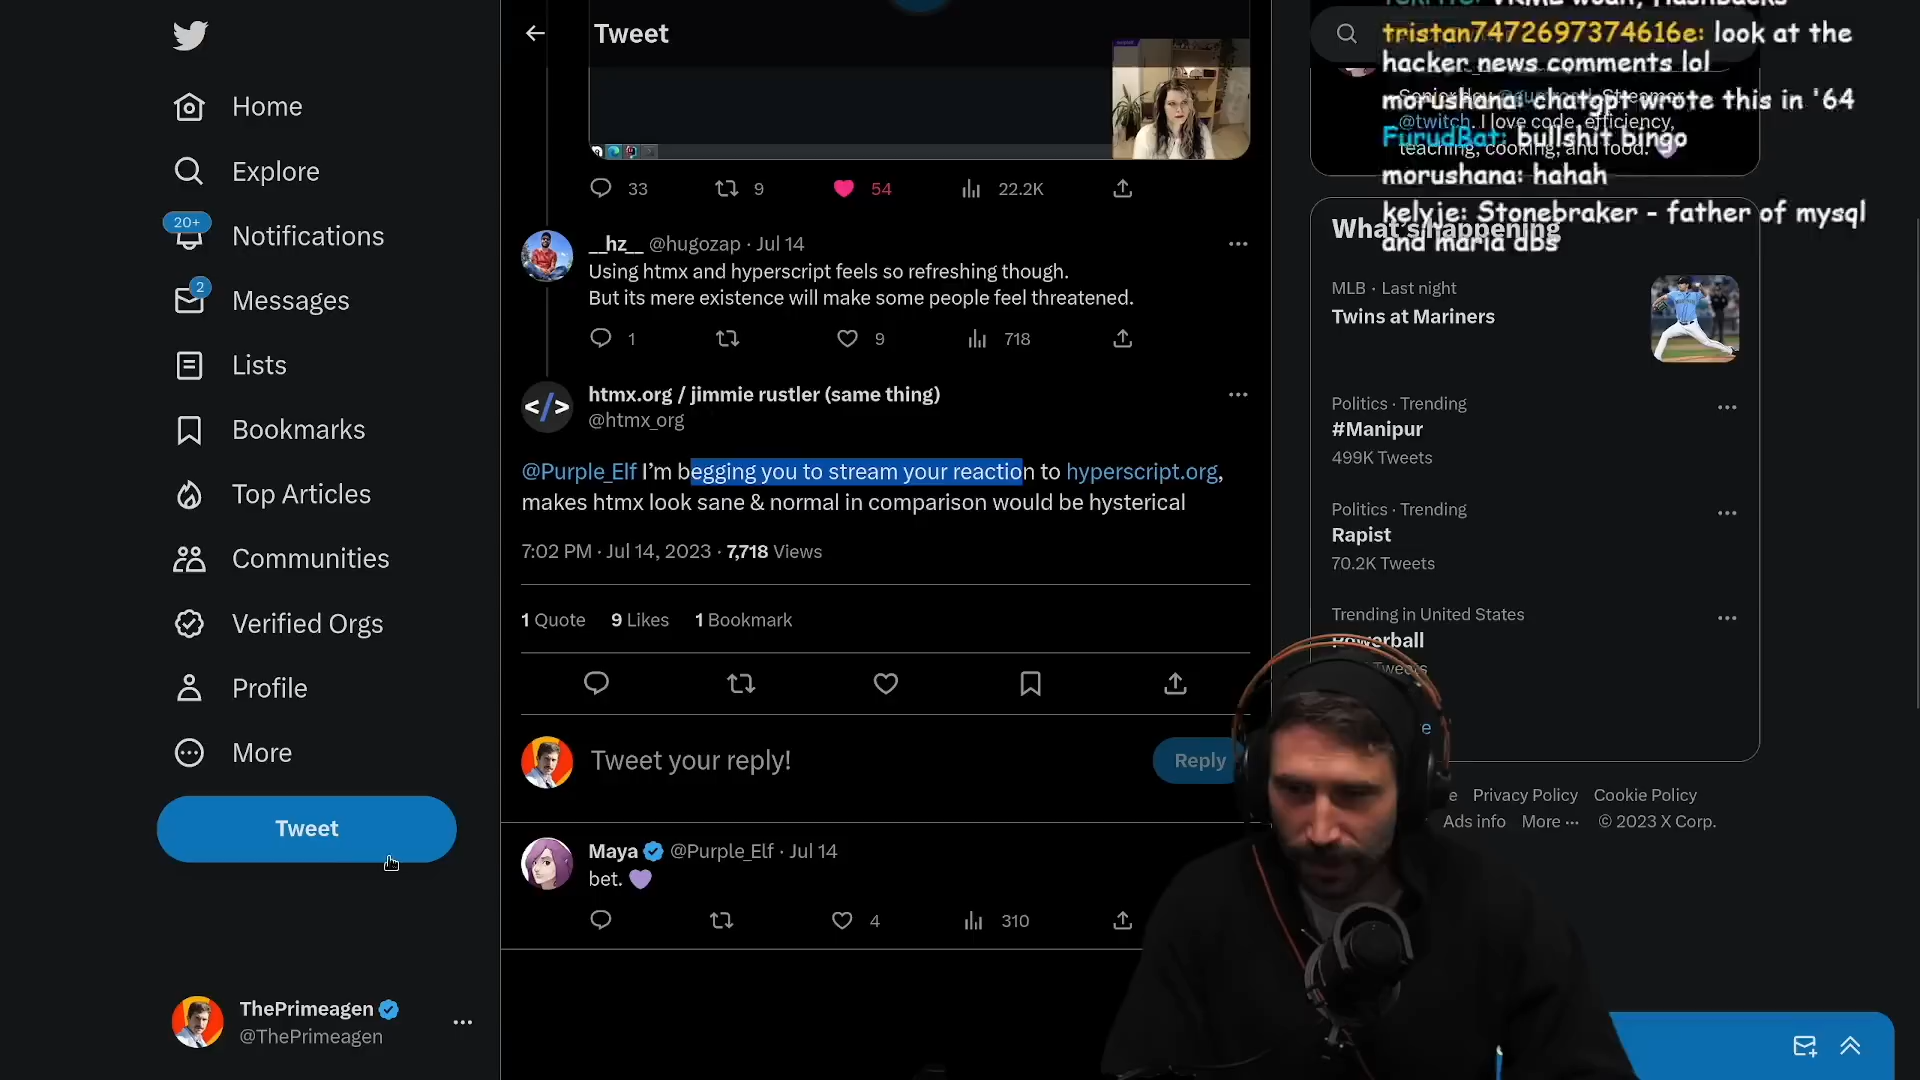 Home
Explore
20+
Notifications
2
Messages
Lists
Bookmarks
Top Articles
Communities
Verified Orgs
Profile
More
Tweet
ThePrimeagen
@ThePrimeagen
Tweet
33 9 54 22.2K
__hz__ @hugozap · Jul 14
Using htmx and hyperscript feels so refreshing though.
But its mere existence will make some people feel threatened.
1 9 718
</> htmx.org / jimmie rustler (same thing)
@htmx_org
@Purple_Elf I’m begging you to stream your reaction to hyperscript.org,
makes htmx look sane & normal in comparison would be hysterical
7:02 PM · Jul 14, 2023 · 7,718 Views
1 Quote 9 Likes 1 Bookmark
Tweet your reply!
Reply
Maya @Purple_Elf · Jul 14
bet.
4 310
tristan7472697374616e: look at the
hacker news comments lol
morushana: chatgpt wrote this in '64
FurudBat: bullshit bingo
morushana: hahah
kelvje: Stonebraker - father of mysql
and maria dbs
@twitch. I love code, efficiency,
teaching, cooking, and food.
What's happening
MLB · Last night
Twins at Mariners
Politics · Trending
#Manipur
499K Tweets
Politics · Trending
Rapist
70.2K Tweets
Trending in United States
Powerball
Tweets
Privacy Policy Cookie Policy
Ads info More ··· © 2023 X Corp.